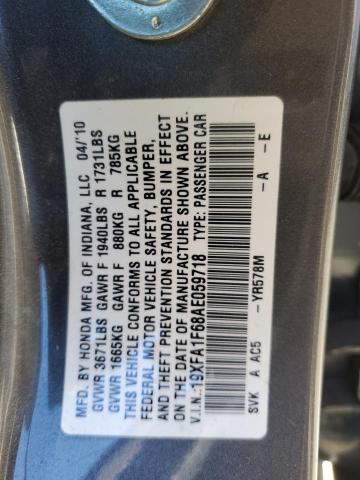 MFD. BY HONDA MFG. OF INDIANA, LLC 04/10
GVWR 3671LBS GAWR F 1940LBS R 1731LBS
GVWR 1665KG GAWR F 880KG R 785KG
THIS VEHICLE CONFORMS TO ALL APPLICABLE
FEDERAL MOTOR VEHICLE SAFETY, BUMPER,
AND THEFT PREVENTION STANDARDS IN EFFECT
ON THE DATE OF MANUFACTURE SHOWN ABOVE.
V.I.N.: 19XFA1F68AE059718 TYPE: PASSENGER CAR
SVK A AC5 -YR578M -A -E